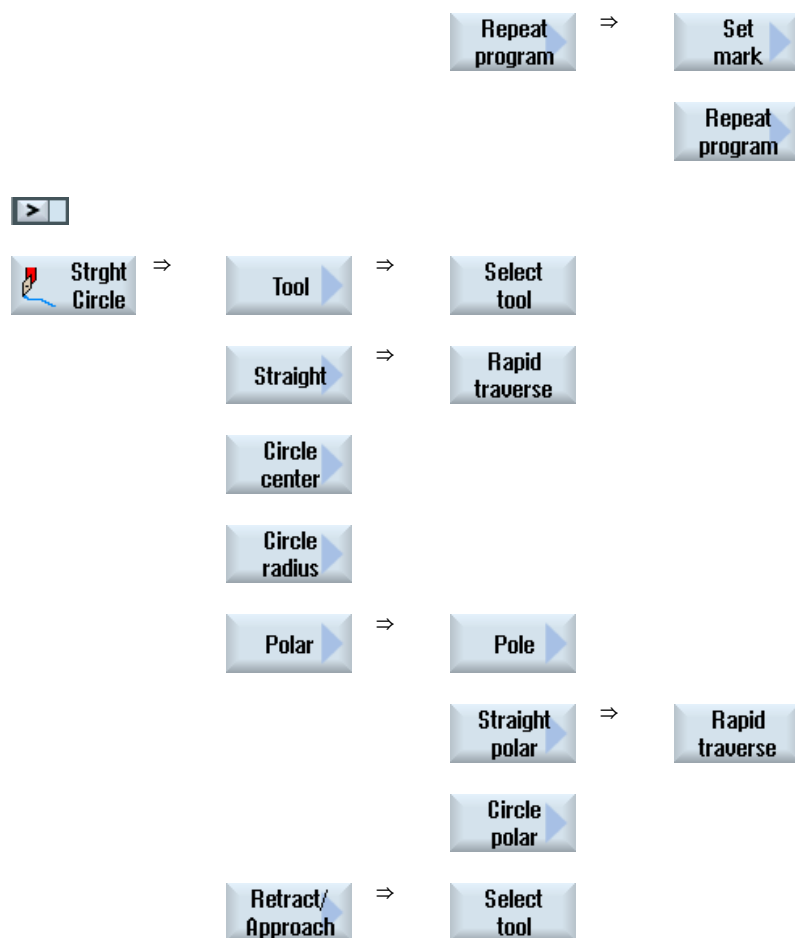 Repeat
program
⇒
Set
mark
Repeat
program
>
Strght
Circle
⇒
Tool
⇒
Select
tool
Straight
⇒
Rapid
traverse
Circle
center
Circle
radius
Polar
⇒
Pole
Straight
polar
⇒
Rapid
traverse
Circle
polar
Retract/
Approach
⇒
Select
tool